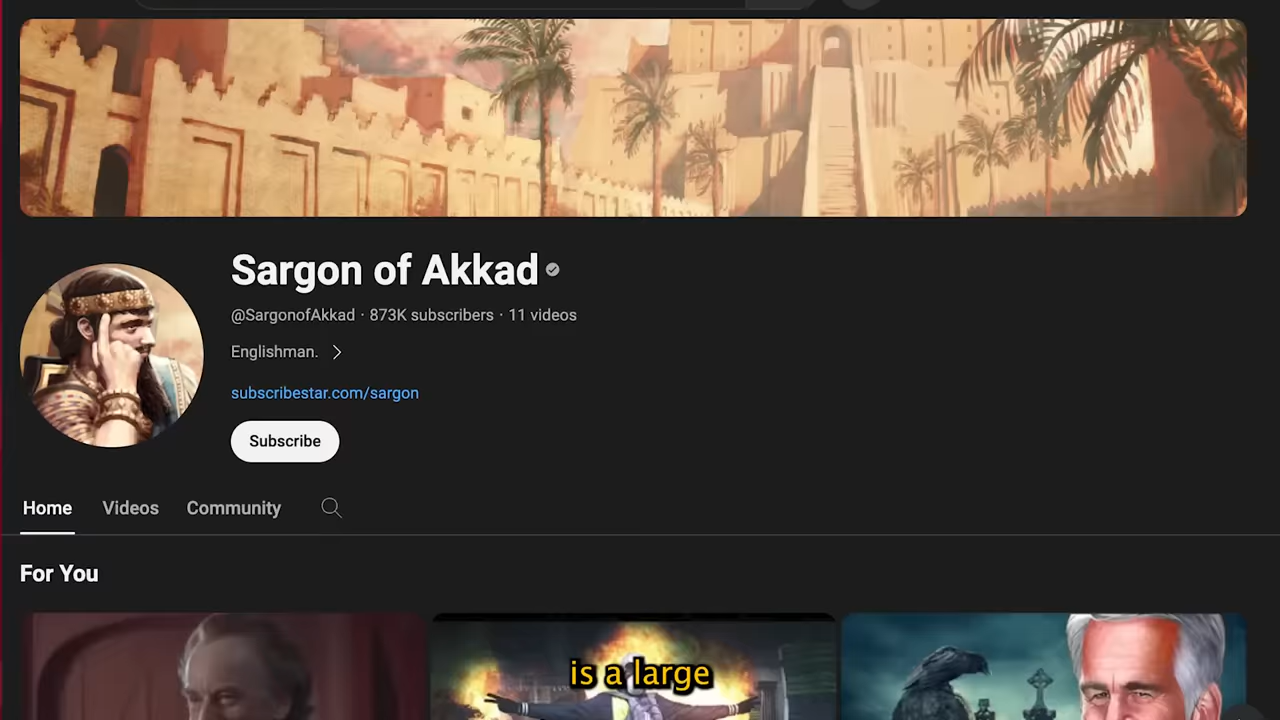 Sargon of Akkad
@SargonofAkkad · 873K subscribers · 11 videos
Englishman.
subscribestar.com/sargon
Subscribe
Home Videos Community
For You
is a large